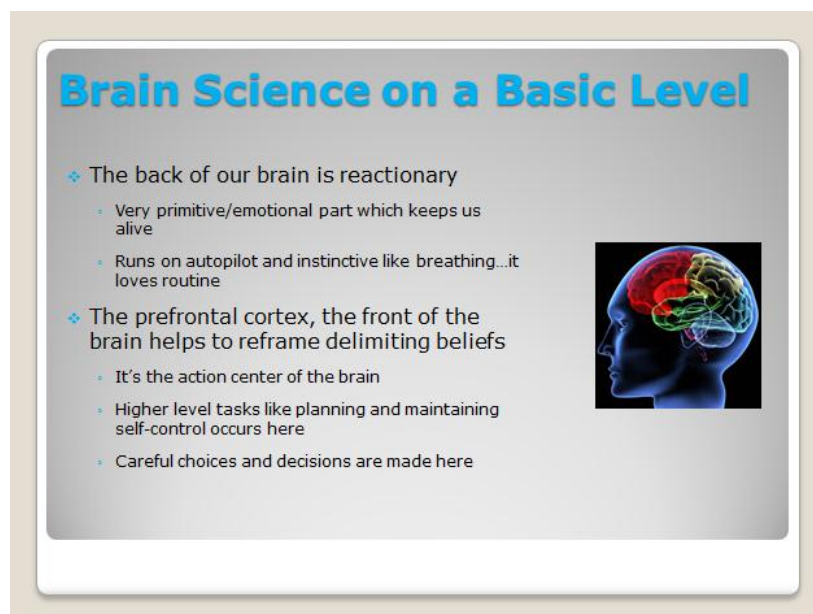 Brain Science on a Basic Level
The back of our brain is reactionary
Very primitive/emotional part which keeps us
alive
Runs on autopilot and instinctive like breathing…it
loves routine
The prefrontal cortex, the front of the
brain helps to reframe delimiting beliefs
It's the action center of the brain
Higher level tasks like planning and maintaining
self-control occurs here
Careful choices and decisions are made here